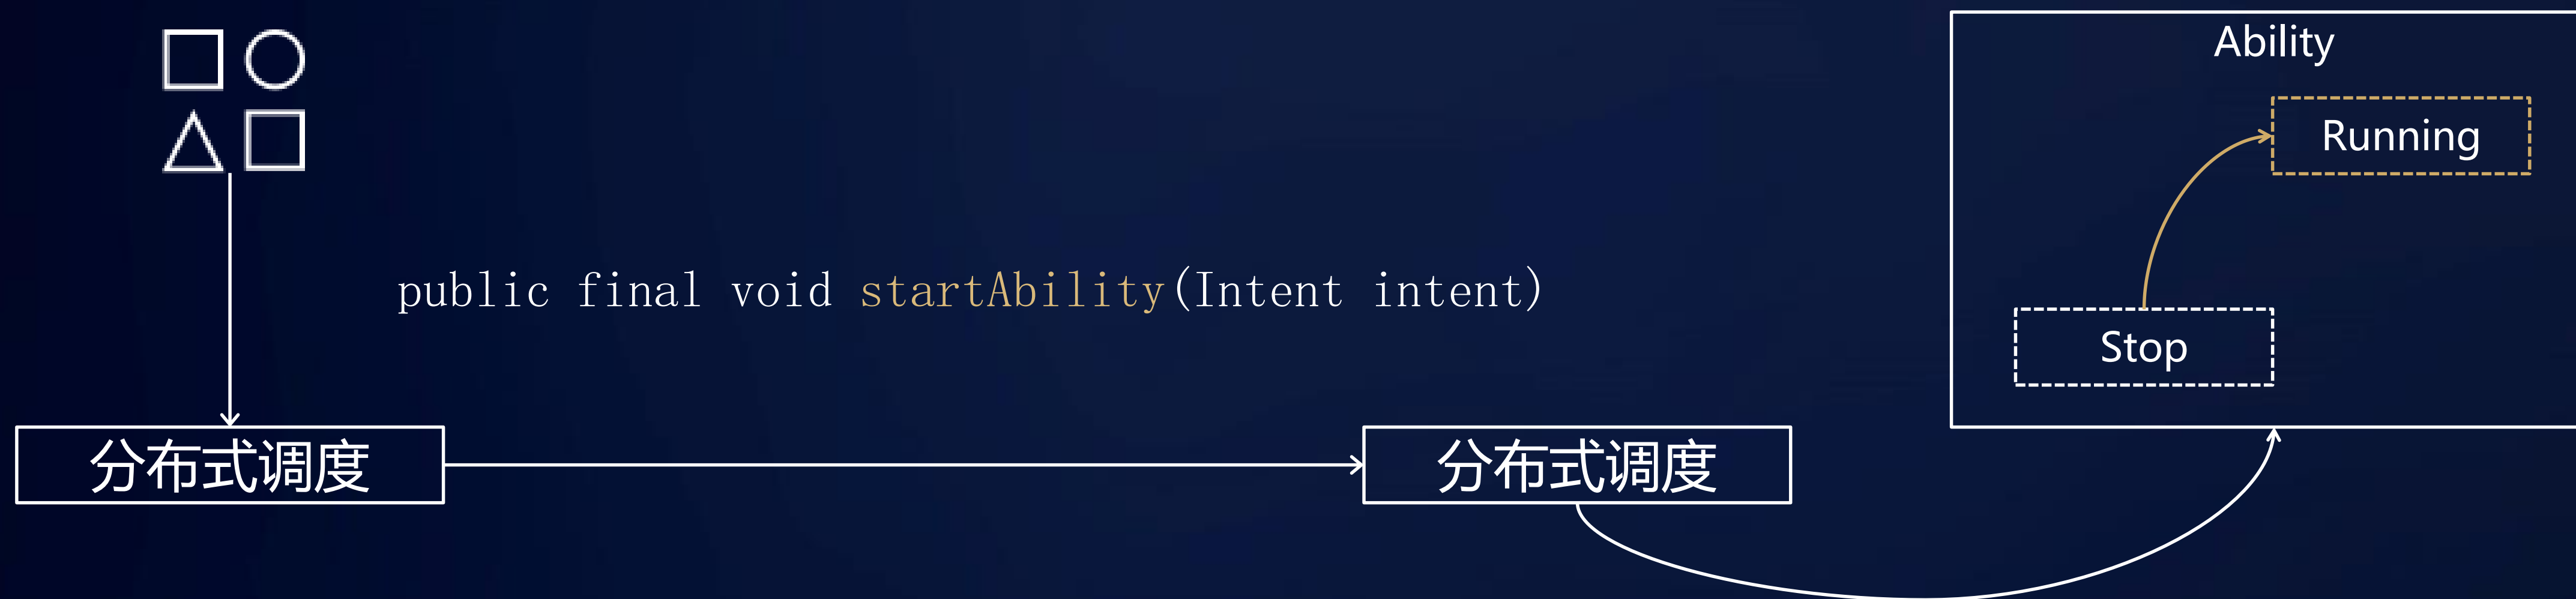 Ability
Running
public final void startAbility(Intent intent)
Stop
分布式调度
分布式调度